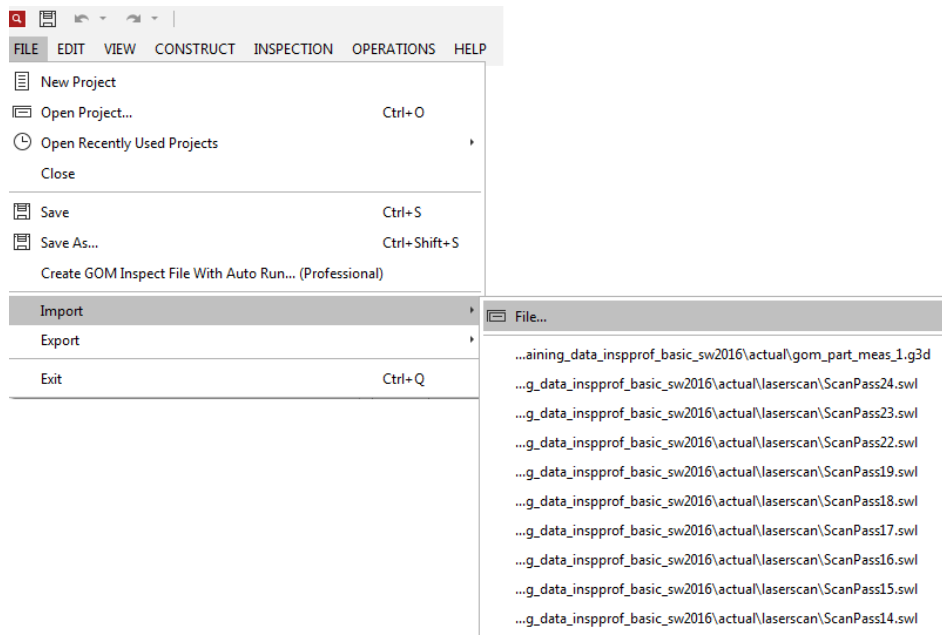 FILE EDIT VIEW CONSTRUCT INSPECTION OPERATIONS HELP
New Project
Open Project... Ctrl+O
Open Recently Used Projects
Close
Save Ctrl+S
Save As... Ctrl+Shift+S
Create GOM Inspect File With Auto Run... (Professional)
Import
Export
Exit Ctrl+Q
File...
...aining_data_inspprof_basic_sw2016\actual\gom_part_meas_1.g3d
...g_data_inspprof_basic_sw2016\actual\laserscan\ScanPass24.swl
...g_data_inspprof_basic_sw2016\actual\laserscan\ScanPass23.swl
...g_data_inspprof_basic_sw2016\actual\laserscan\ScanPass22.swl
...g_data_inspprof_basic_sw2016\actual\laserscan\ScanPass19.swl
...g_data_inspprof_basic_sw2016\actual\laserscan\ScanPass18.swl
...g_data_inspprof_basic_sw2016\actual\laserscan\ScanPass17.swl
...g_data_inspprof_basic_sw2016\actual\laserscan\ScanPass16.swl
...g_data_inspprof_basic_sw2016\actual\laserscan\ScanPass15.swl
...g_data_inspprof_basic_sw2016\actual\laserscan\ScanPass14.swl